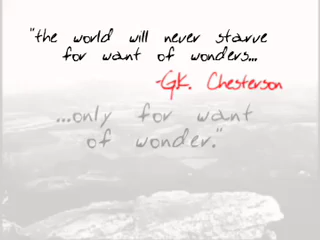 "the world will never starve
for want of wonders...
-G.K. Chesterson
...only for want
of wonder."